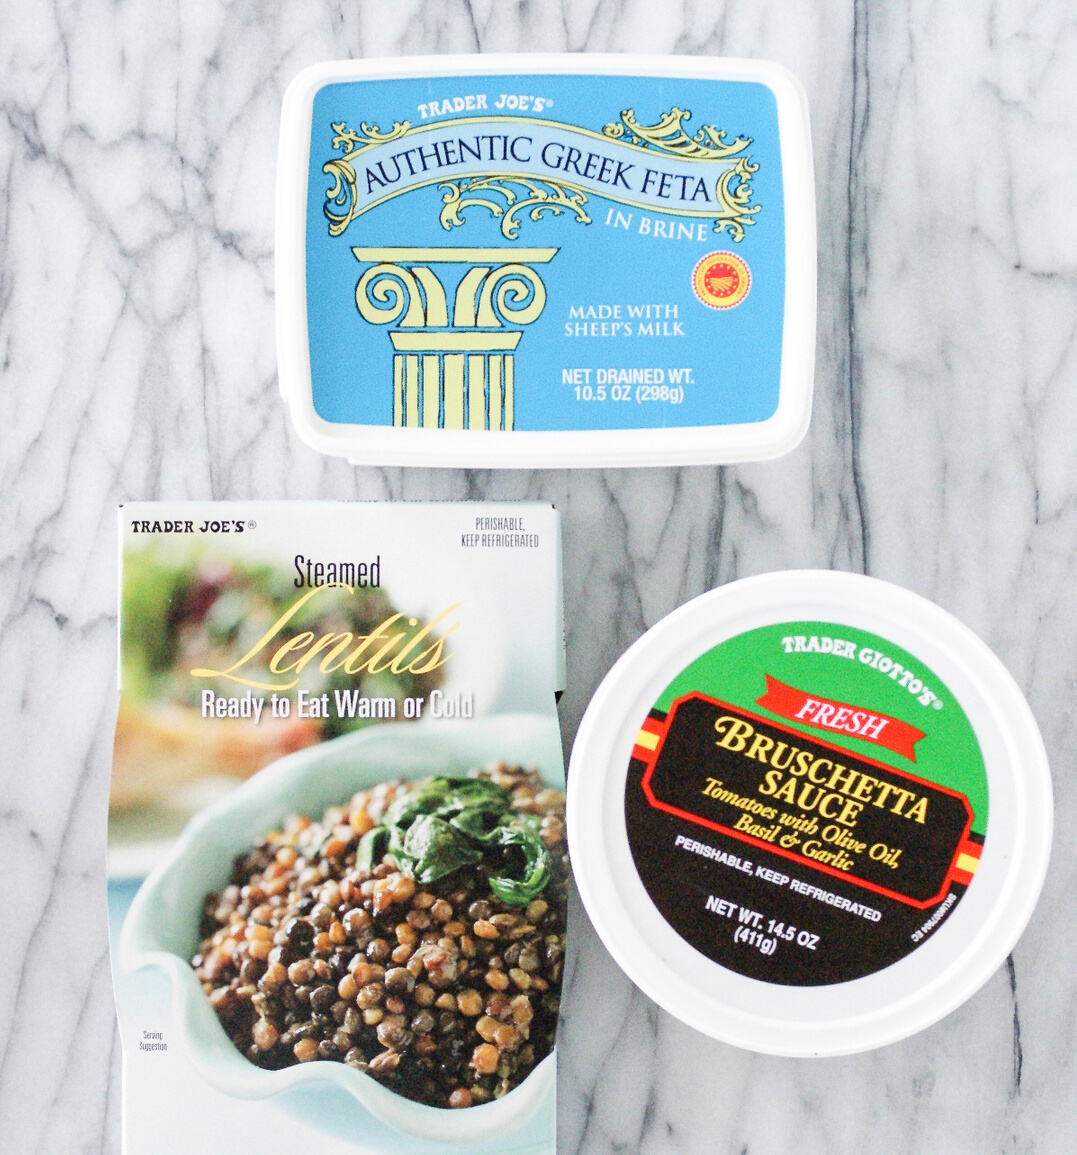 TRADER JOE'S®
AUTHENTIC GREEK FETA
IN BRINE
MADE WITH
SHEEP'S MILK
NET DRAINED WT.
10.5 OZ (298g)
TRADER JOE'S®
PERISHABLE,
KEEP REFRIGERATED
Steamed
Lentils
Ready to Eat Warm or Cold
Serving
Suggestion
TRADER GIOTTO'S®
FRESH
BRUSCHETTA
SAUCE
Tomatoes with Olive Oil,
Basil & Garlic
PERISHABLE, KEEP REFRIGERATED
NET WT. 14.5 OZ
(411g)